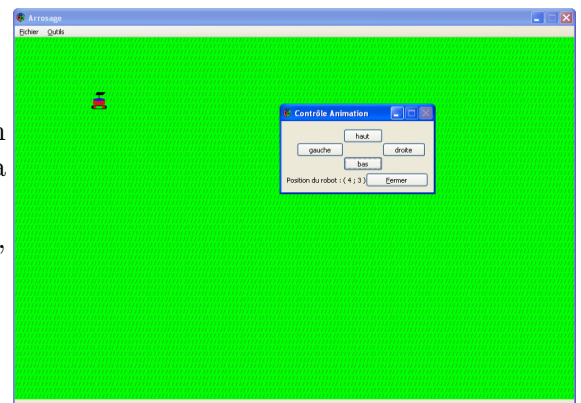 Arrosage
Fichier Outils
n
a
,
Contrôle Animation
haut
gauche droite
bas
Position du robot : ( 4 ; 3 ) Fermer